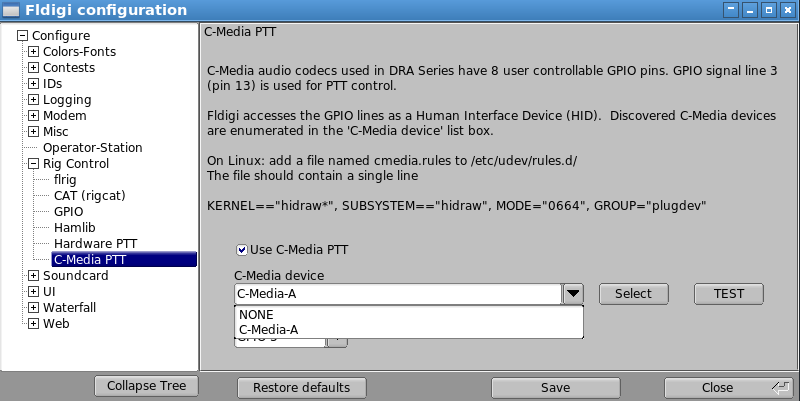 Fldigi configuration
Configure
Colors-Fonts
Contests
IDs
Logging
Modem
Misc
Operator-Station
Rig Control
flrig
CAT (rigcat)
GPIO
Hamlib
Hardware PTT
C-Media PTT
Soundcard
UI
Waterfall
Web
Collapse Tree
C-Media PTT
C-Media audio codecs used in DRA Series have 8 user controllable GPIO pins. GPIO signal line 3
(pin 13) is used for PTT control.
Fldigi accesses the GPIO lines as a Human Interface Device (HID). Discovered C-Media devices
are enumerated in the 'C-Media device' list box.
On Linux: add a file named cmedia.rules to /etc/udev/rules.d/
The file should contain a single line
KERNEL=="hidraw*", SUBSYSTEM=="hidraw", MODE="0664", GROUP="plugdev"
Use C-Media PTT
C-Media device
C-Media-A
Select
TEST
NONE
C-Media-A
Restore defaults
Save
Close